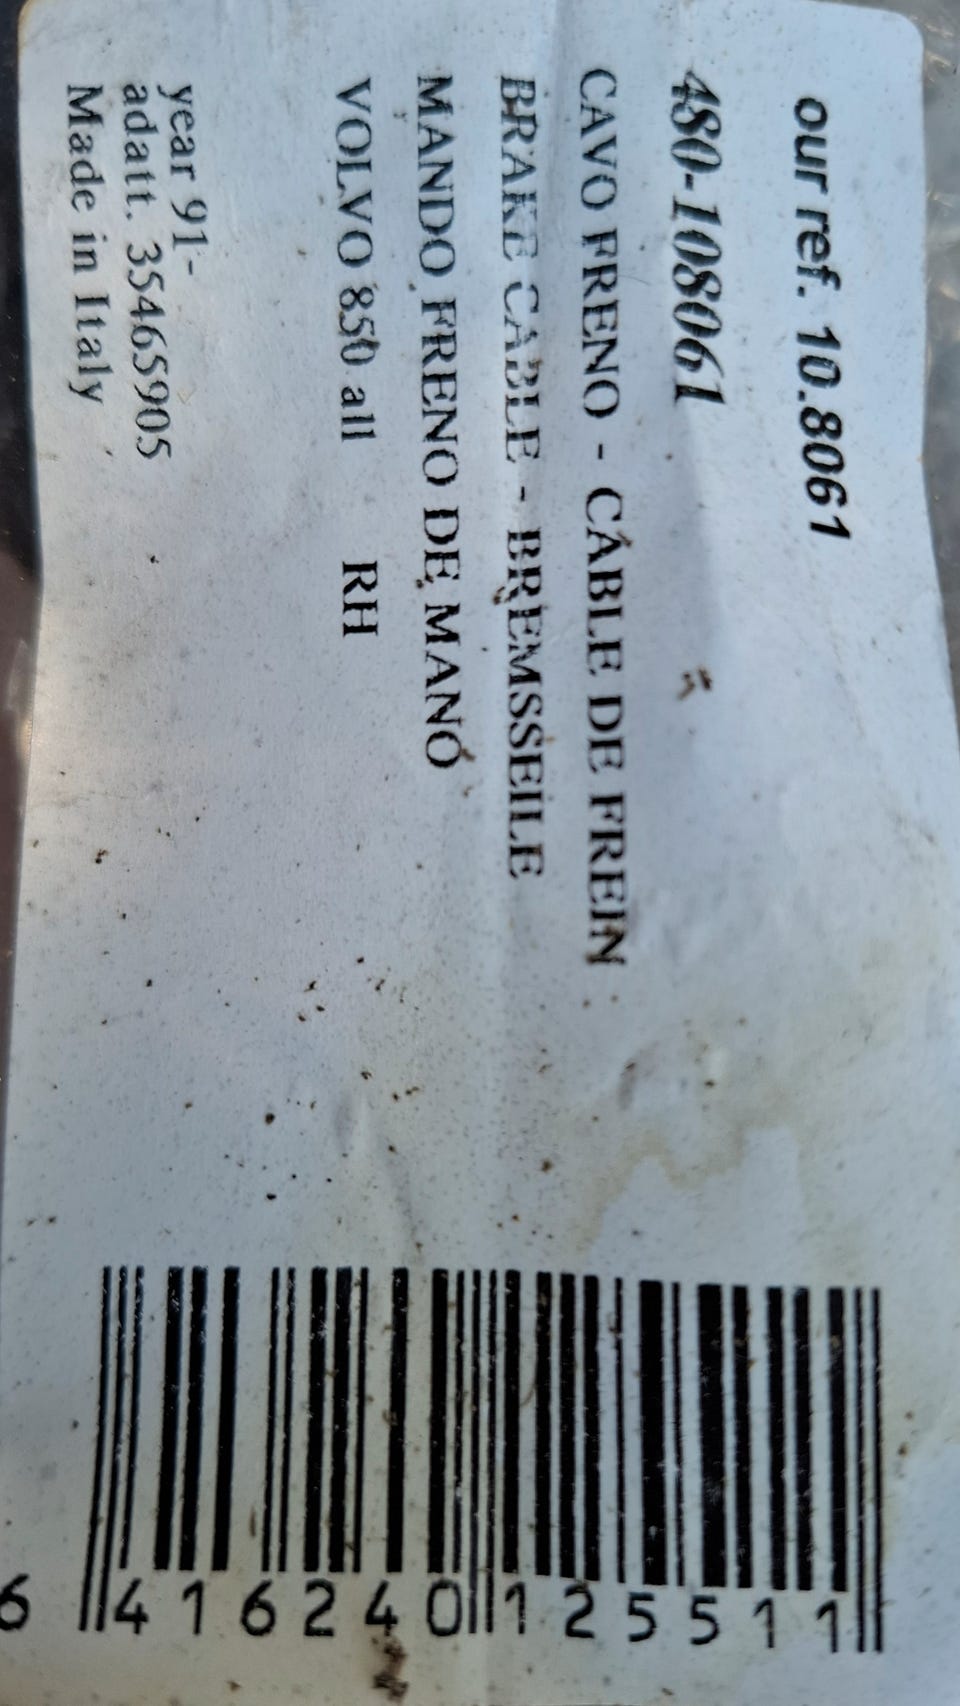 our ref. 10.8061
480-108061
CAVO FRENO - CÂBLE DE FREIN
BRAKE CABLE - BREMSSEILE
MANDO FRENO DE MANO
VOLVO 850 all RH
year 91-
adatt. 35465905
Made in Italy
6 416240 125511